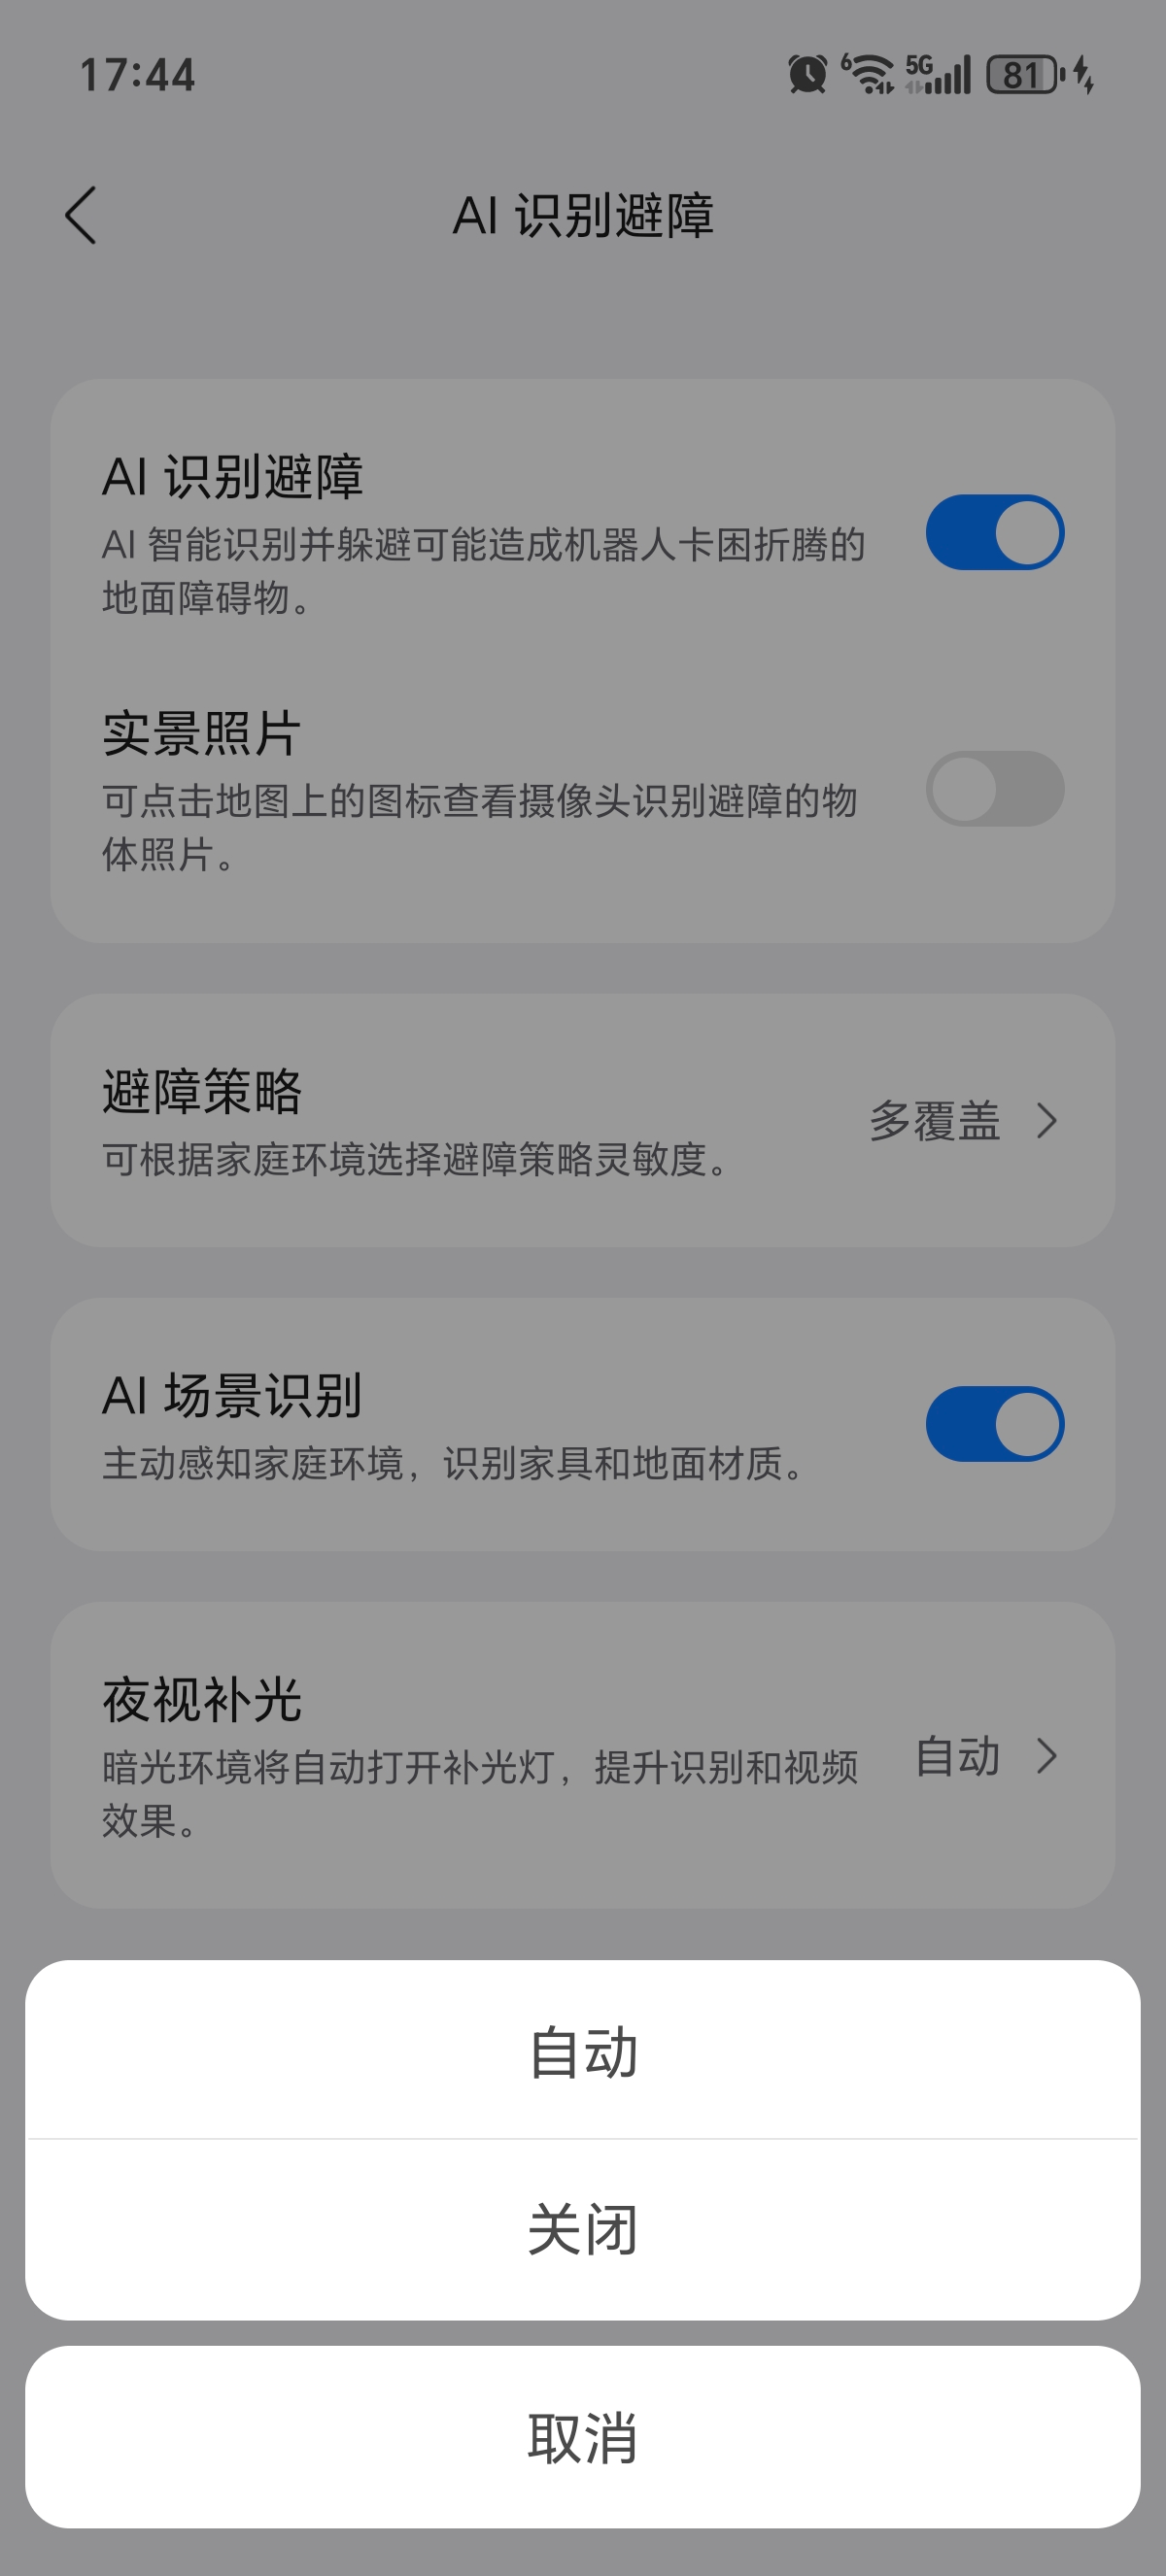 17:44
6 5G 81
AI 识别避障
AI 识别避障
AI 智能识别并躲避可能造成机器人卡困折腾的
地面障碍物。
实景照片
可点击地图上的图标查看摄像头识别避障的物
体照片。
避障策略
可根据家庭环境选择避障策略灵敏度。
多覆盖
AI 场景识别
主动感知家庭环境，识别家具和地面材质。
夜视补光
暗光环境将自动打开补光灯，提升识别和视频
效果。
自动
自动
关闭
取消